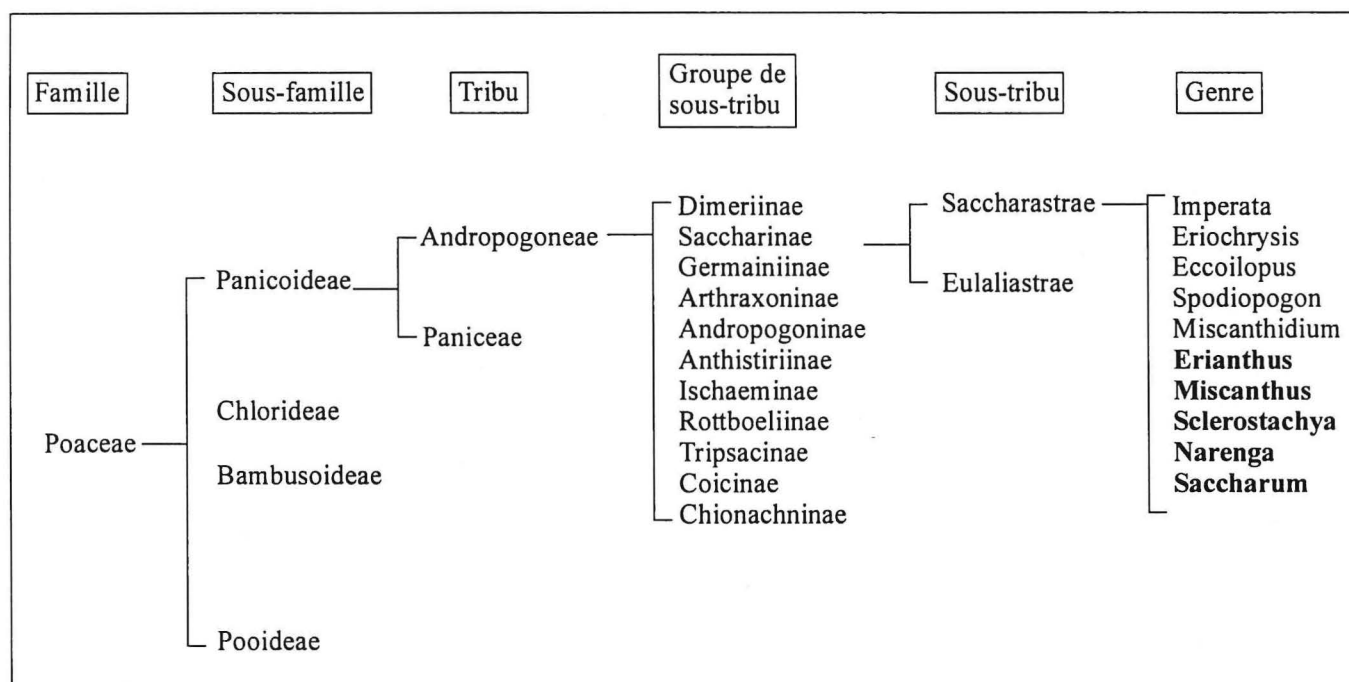 Famille
Sous-famille
Tribu
Groupe de
sous-tribu
Sous-tribu
Genre
Poaceae
Panicoideae
Chlorideae
Bambusoideae
Pooideae
Andropogoneae
Paniceae
Dimeriinae
Saccharinae
Germainiinae
Arthraxoninae
Andropogoninae
Anthistiriinae
Ischaeminae
Rottboeliinae
Tripsacinae
Coicinae
Chionachninae
Saccharastrae
Eulaliastrae
Imperata
Eriochrysis
Eccoilopus
Spodiopogon
Miscanthidium
Erianthus
Miscanthus
Sclerostachya
Narenga
Saccharum